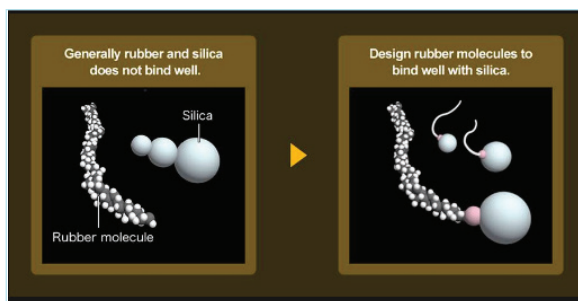 Generally rubber and silica
does not bind well.
Silica
Rubber molecule
Design rubber molecules to
bind well with silica.